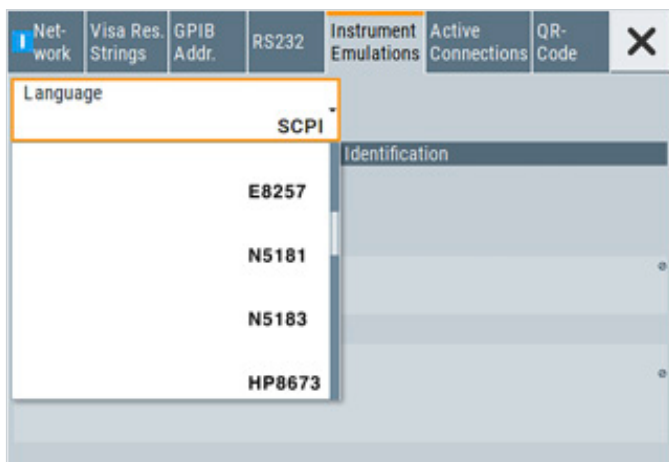 Net-
work
Visa Res.
Strings
GPIB
Addr.
RS232
Instrument
Emulations
Active
Connections
QR-
Code
Language
SCPI
Identification
E8257
N5181
N5183
HP8673